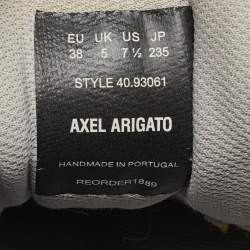 EU UK US JP
38 5 7 ½ 235
STYLE 40.93061
AXEL ARIGATO
HANDMADE IN PORTUGAL
REORDER1889